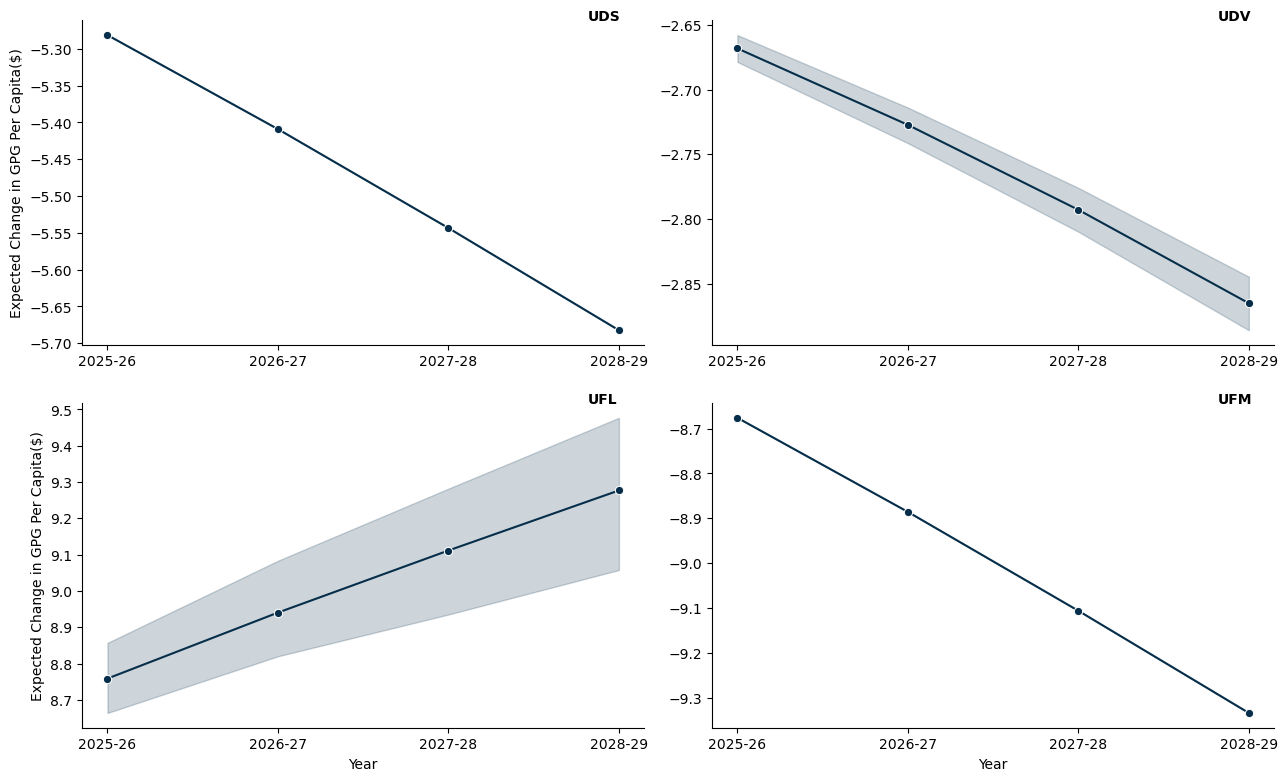 UDS
Expected Change in GPG Per Capita($)
−5.30
−5.35
−5.40
−5.45
−5.50
−5.55
−5.60
−5.65
−5.70
2025-26 2026-27 2027-28 2028-29
UDV
−2.65
−2.70
−2.75
−2.80
−2.85
2025-26 2026-27 2027-28 2028-29
UFL
Expected Change in GPG Per Capita($)
9.5
9.4
9.3
9.2
9.1
9.0
8.9
8.8
8.7
2025-26 2026-27 2027-28 2028-29
Year
UFM
−8.7
−8.8
−8.9
−9.0
−9.1
−9.2
−9.3
2025-26 2026-27 2027-28 2028-29
Year